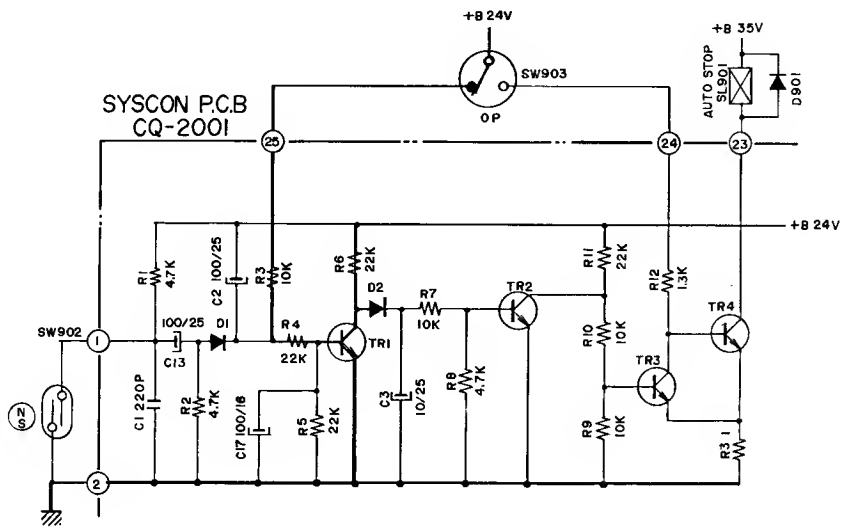 +B 24V
SW903
OP
+B 35V
AUTO STOP
SL901
D901
SYSCON P.C.B
CQ-2001
25
24
23
+B 24V
R1
4.7K
C2 100/25
R3
10K
R6
22K
D2
R7
10K
TR2
R11
22K
R12
1.3K
TR4
SW902
1
100/25
C13
D1
R4
22K
TR1
R10
10K
TR3
N
S
C1 220P
R2
4.7K
C17 100/16
R5
22K
C3
10/25
R8
4.7K
R9
10K
R31
2